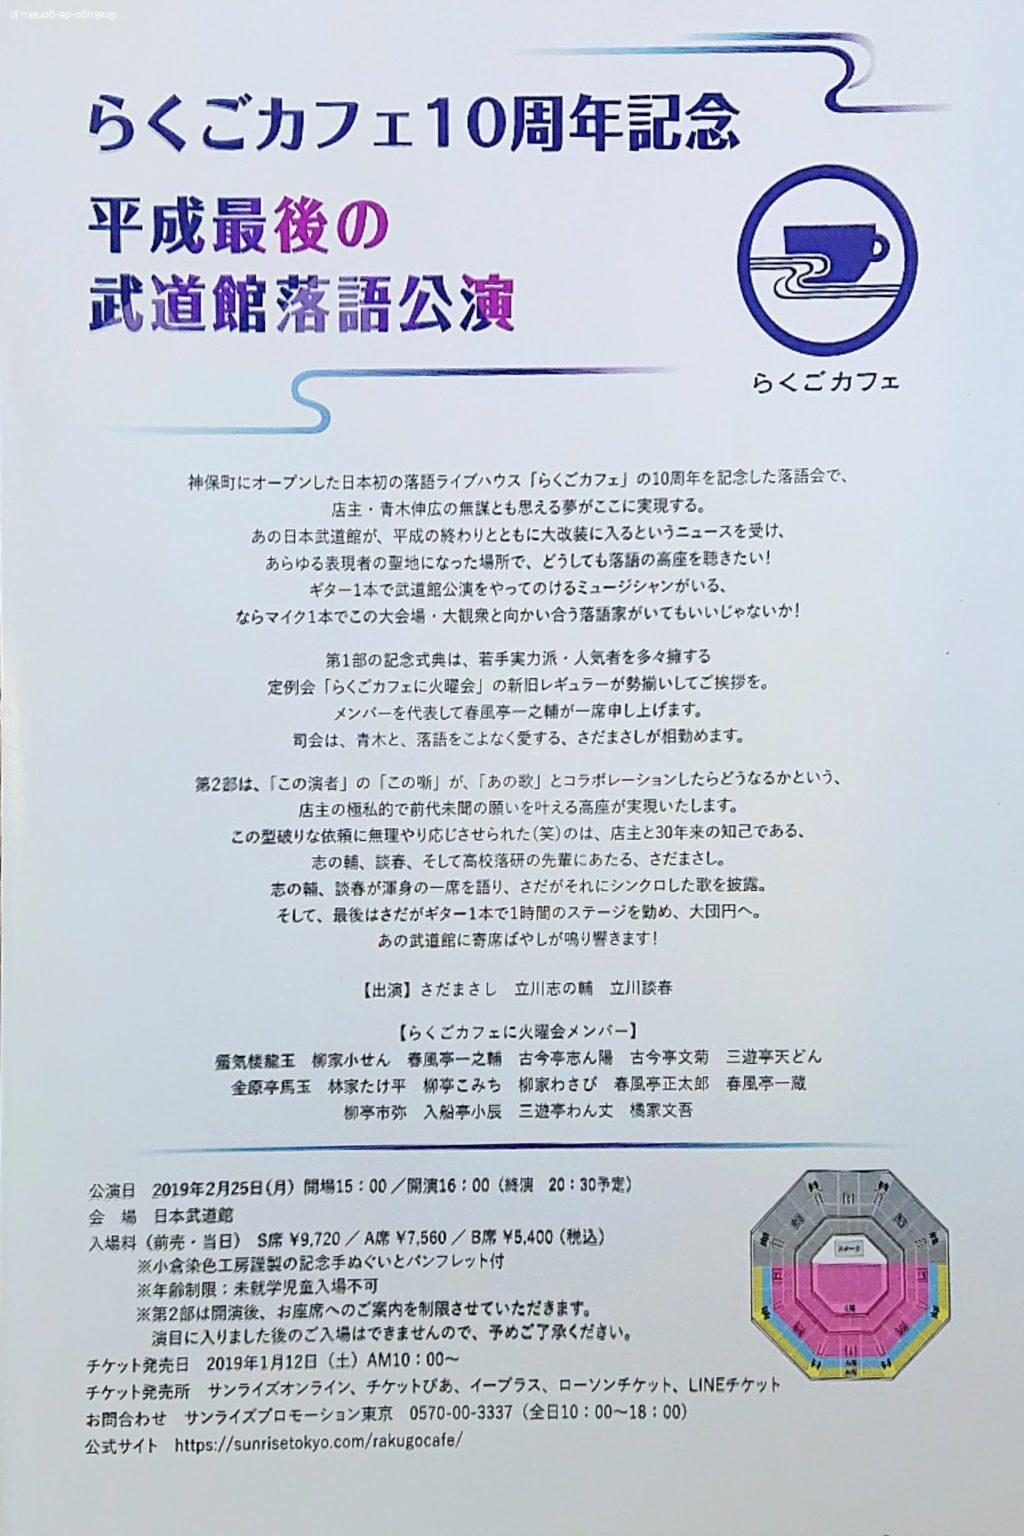 @rakugo-de-goraku.jp
らくごカフェ10周年記念
平成最後の
武道館落語公演
らくごカフェ
神保町にオープンした日本初の落語ライブハウス「らくごカフェ」の10周年を記念した落語会で、
店主・青木伸広の無謀とも思える夢がここに実現する。
あの日本武道館が、平成の終わりとともに大改装に入るというニュースを受け、
あらゆる表現者の聖地になった場所で、どうしても落語の高座を聴きたい!
ギター1本で武道館公演をやってのけるミュージシャンがいる、
ならマイク1本でこの大会場・大観衆と向かい合う落語家がいてもいいじゃないか!
第1部の記念式典は、若手実力派・人気者を多々擁する
定例会「らくごカフェに火曜会」の新旧レギュラーが勢揃いしてご挨拶を。
メンバーを代表して春風亭一之輔が一席申し上げます。
司会は、青木と、落語をこよなく愛する、さだまさしが相勤めます。
第2部は、「この演者」の「この噺」が、「あの歌」とコラボレーションしたらどうなるかという、
店主の極私的で前代未聞の願いを叶える高座が実現いたします。
この型破りな依頼に無理やり応じさせられた(笑)のは、店主と30年来の知己である、
志の輔、談春、そして高校落研の先輩にあたる、さだまさし。
志の輔、談春が渾身の一席を語り、さだがそれにシンクロした歌を披露。
そして、最後はさだがギター1本で1時間のステージを勤め、大団円へ。
あの武道館に寄席ばやしが鳴り響きます!
【出演】さだまさし 立川志の輔 立川談春
【らくごカフェに火曜会メンバー】
蜃気楼龍玉 柳家小せん 春風亭一之輔 古今亭志ん陽 古今亭文菊 三遊亭天どん
金原亭馬玉 林家たけ平 柳亭こみち 柳家わさび 春風亭正太郎 春風亭一蔵
柳亭市弥 入船亭小辰 三遊亭わん丈 橘家文吾
公演日 2019年2月25日(月) 開場15:00/開演16:00(終演 20:30予定)
会 場 日本武道館
入場料(前売・当日) S席 ¥9,720 / A席 ¥7,560 / B席 ¥5,400(税込)
※小倉染色工房謹製の記念手ぬぐいとパンフレット付
※年齢制限:未就学児童入場不可
※第2部は開演後、お座席へのご案内を制限させていただきます。
演目に入りました後のご入場はできませんので、予めご了承ください。
チケット発売日 2019年1月12日(土)AM10:00〜
チケット発売所 サンライズオンライン、チケットぴあ、イープラス、ローソンチケット、LINEチケット
お問合わせ サンライズプロモーション東京 0570-00-3337(全日10:00〜18:00)
公式サイト https://sunrisetokyo.com/rakugocafe/
ステージ